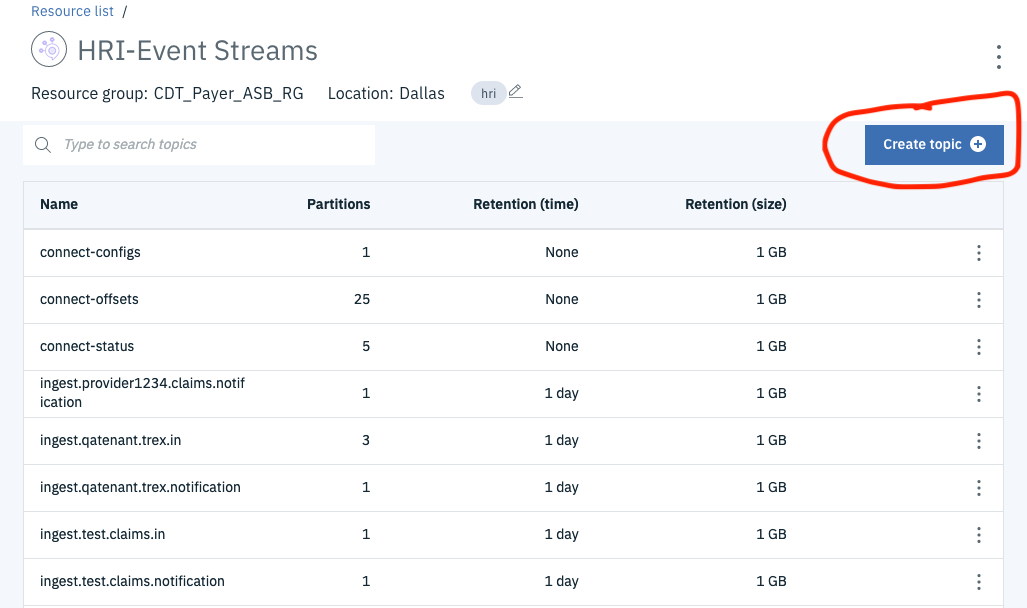 Resource list /
HRI-Event Streams
Resource group: CDT_Payer_ASB_RG Location: Dallas hri
Type to search topics Create topic
Name Partitions Retention (time) Retention (size)
connect-configs 1 None 1 GB
connect-offsets 25 None 1 GB
connect-status 5 None 1 GB
ingest.provider1234.claims.notif
ication 1 1 day 1 GB
ingest.qatenant.trex.in 3 1 day 1 GB
ingest.qatenant.trex.notification 1 1 day 1 GB
ingest.test.claims.in 1 1 day 1 GB
ingest.test.claims.notification 1 1 day 1 GB